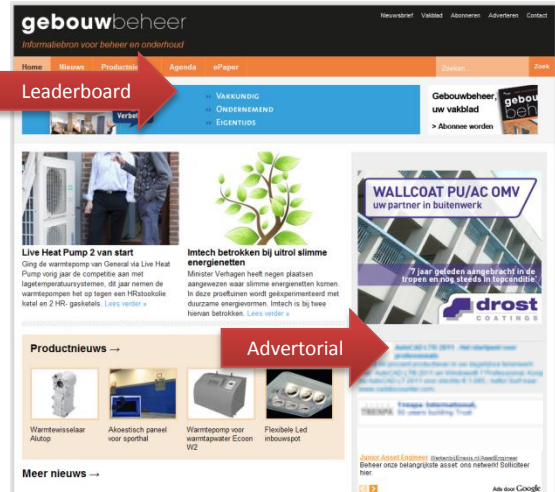 gebouwbeheer
Nieuwsbrief Vakblad Abonneren Adverteren Contact
Informatiebron voor beheer en onderhoud
Home Nieuws Agenda ePaper Zoeken... Zoek
Leaderboard
VAKKUNDIG
ONDERNEMEND
EIGENTIJDS
Gebouwbeheer,
uw vakblad
> Abonnee worden
WALLCOAT PU/AC OMV
uw partner in buitenwerk
'7 jaar geleden aangebracht in de
tropen en nog steeds in topconditie'
drost
COATINGS
Live Heat Pump 2 van start
Ging de warmtepomp van General via Live Heat
Pump vorig jaar de competitie aan met
lagetemperatuursystemen, dit jaar nemen de
warmtepompen het op tegen een HRstookolie
ketel en 2 HR- gasketels. Lees verder »
Imtech betrokken bij uitrol slimme
energienetten
Minister Verhagen heeft negen plaatsen
aangewezen waar slimme energienetten komen.
In deze proeftuinen wordt geëxperimenteerd met
duurzame energievormen. Imtech is bij twee
hiervan betrokken. Lees verder »
Advertorial
Productnieuws →
Warmtewisselaar
Alutop
Akoestisch paneel
voor sporthal
Warmtepomp voor
warmtapwater Ecoon
W2
Flexibele Led
inbouwspot
Meer nieuws →
Junior Asset Engineer WerkenbijEnexis.nl/AssetEngineer
Beheer onze belangrijkste asset: ons netwerk! Solliciteer
hier.
Ads door Google